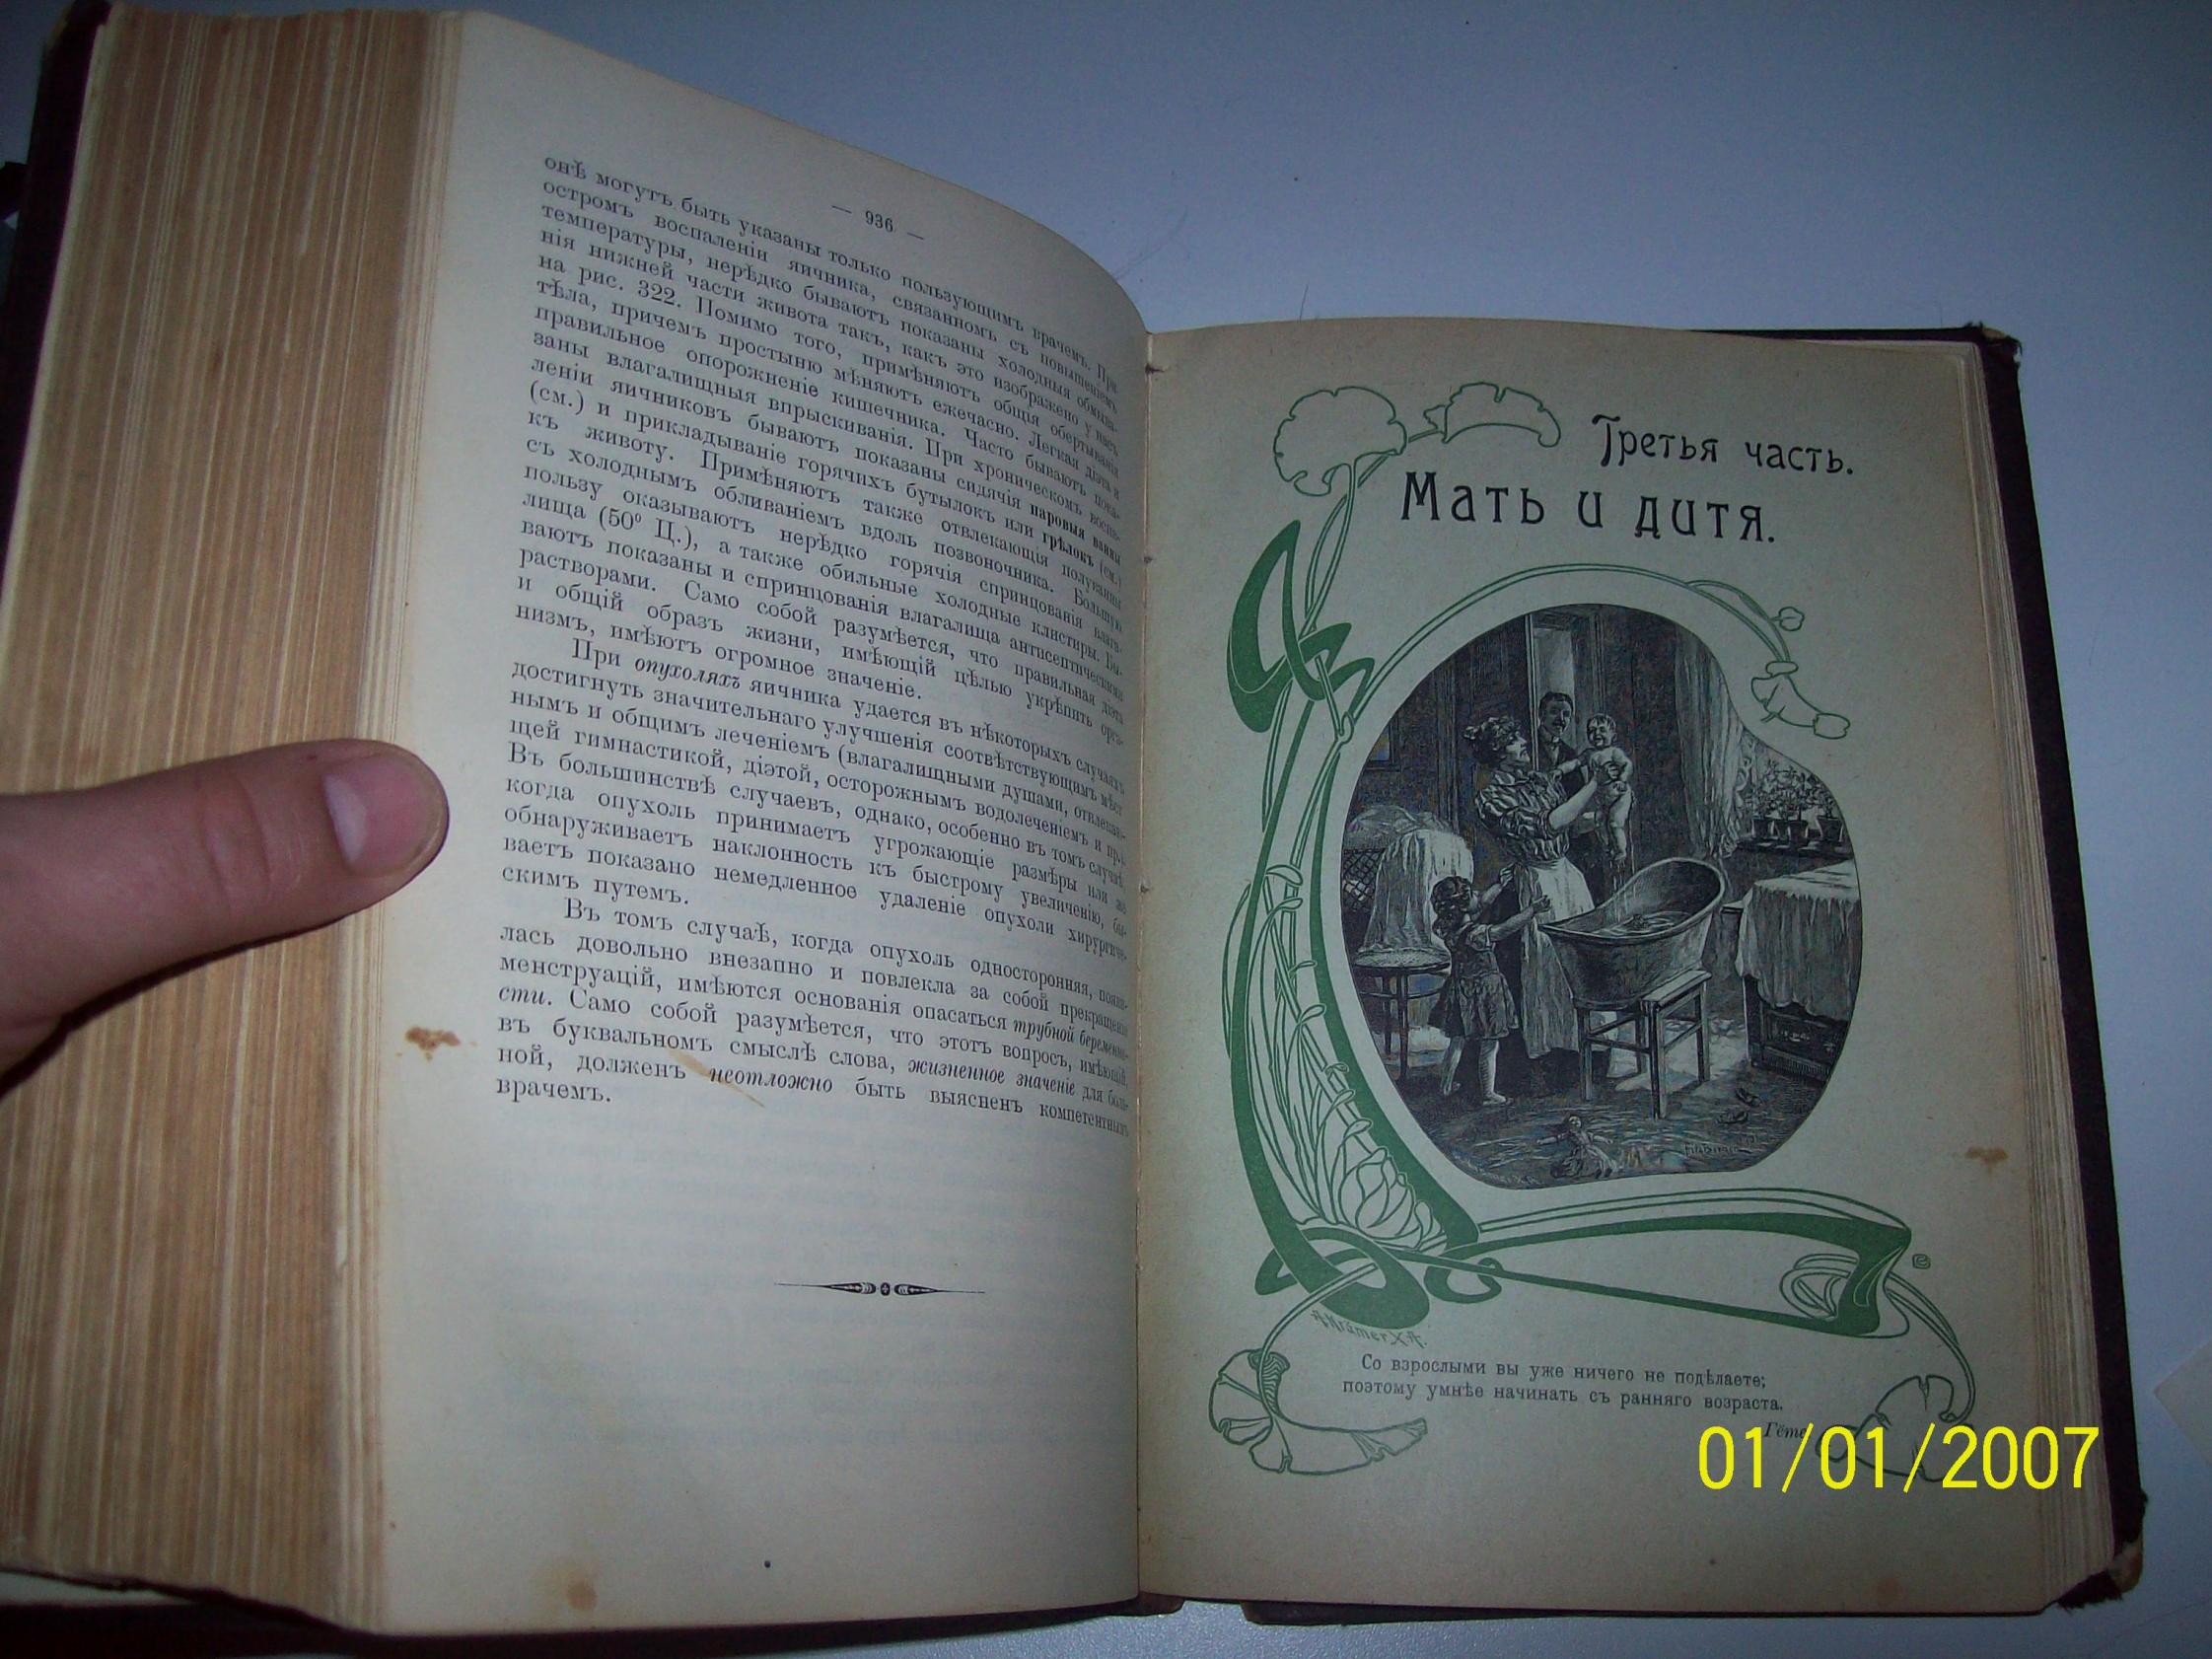 — 936 —
онѣ могутъ быть указаны только пользующимъ врачемъ. При
остромъ воспаленіи яичника, связанномъ съ повышеніемъ
температуры, нерѣдко бываютъ показаны холодныя обмыва-
нія нижней части живота такъ, какъ это изображено у насъ
на рис. 322. Помимо того, примѣняютъ общія обертыванія
тѣла, причемъ простыню мѣняютъ ежечасно. Легкая діэта и
правильное опорожненіе кишечника. Часто бываютъ пока-
заны влагалищныя впрыскиванія. При хроническомъ воспа-
леніи яичниковъ бываютъ показаны сидячія паровыя ванны
(см.) и прикладываніе горячихъ бутылокъ или грѣлокъ (см.)
къ животу. Примѣняютъ также отвлекающія полуванны
съ холоднымъ обливаніемъ вдоль позвоночника. Большую
пользу оказываютъ нерѣдко горячія спринцованія влага-
лища (50° Ц.), а также обильные холодные клистиры. Бы-
ваютъ показаны и спринцованія влагалища антисептическими
растворами. Само собой разумѣется, что правильная діэта
и общій образъ жизни, имѣющій цѣлью укрѣпить орга-
низмъ, имѣютъ огромное значеніе.
При опухоляхъ яичника удается въ нѣкоторыхъ случаяхъ
достигнуть значительнаго улучшенія соотвѣтствующимъ мѣст-
нымъ и общимъ леченіемъ (влагалищными душами, отвлекаю-
щей гимнастикой, діэтой, осторожнымъ водолеченіемъ и пр.).
Въ большинствѣ случаевъ, однако, особенно въ томъ случаѣ,
когда опухоль принимаетъ угрожающіе размѣры или же
обнаруживаетъ наклонность къ быстрому увеличенію, бы-
ваетъ показано немедленное удаленіе опухоли хирургиче-
скимъ путемъ.
Въ томъ случаѣ, когда опухоль односторонняя, появи-
лась довольно внезапно и повлекла за собой прекращеніе
менструацій, имѣются основанія опасаться трубной беременно-
сти. Само собой разумѣется, что этотъ вопросъ, имѣющій,
въ буквальномъ смыслѣ слова, жизненное значеніе для боль-
ной, долженъ неотложно быть выясненъ компетентнымъ
врачемъ.
Третья часть.
Мать и дитя.
A.Krämer X.A.
Со взрослыми вы уже ничего не подѣлаете;
поэтому умнѣе начинать съ ранняго возраста.
Гёте
01/01/2007